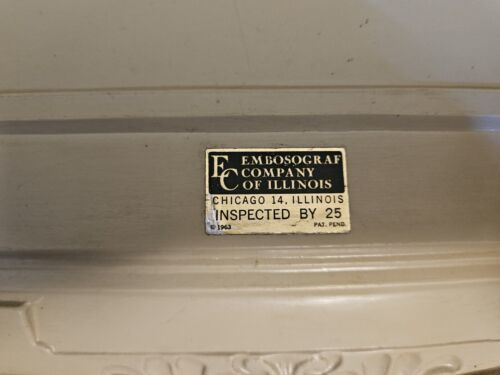 EC EMBOSOGRAF
COMPANY
OF ILLINOIS
CHICAGO 14, ILLINOIS
INSPECTED BY 25
© 1963 PAT. PEND.